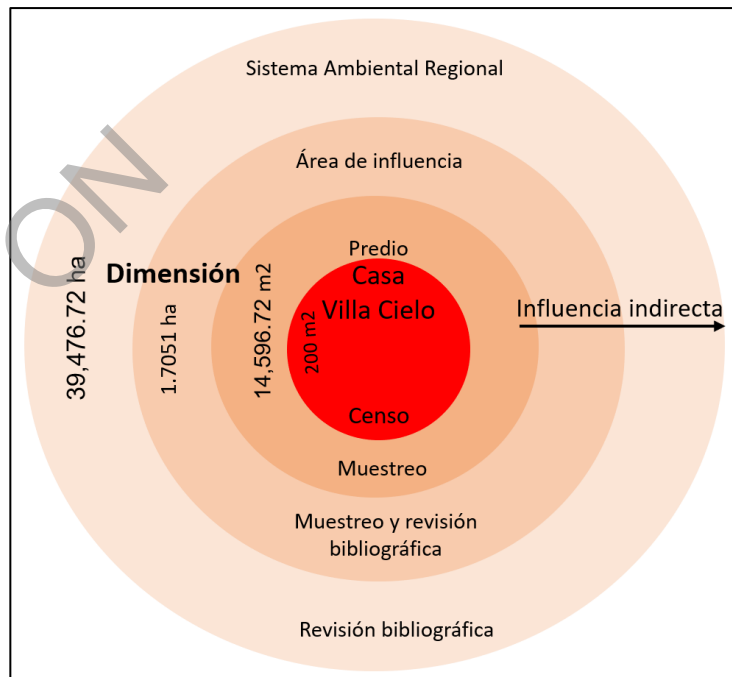 Sistema Ambiental Regional
Área de influencia
ON
Predio
Casa
Villa Cielo
Dimensión
39,476.72 ha
1.7051 ha
14,596.72 m2
200 m2
Influencia indirecta
Censo
Muestreo
Muestreo y revisión
bibliográfica
Revisión bibliográfica